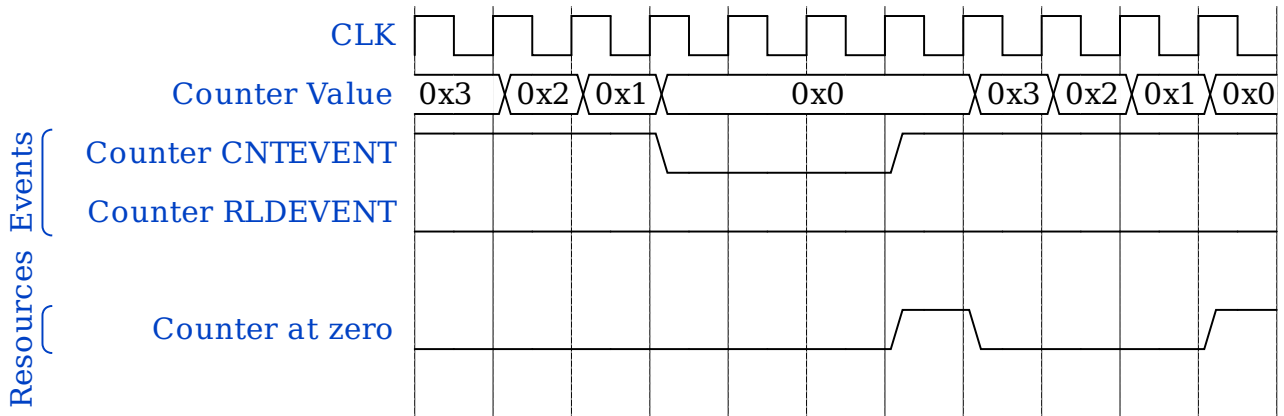 CLK
Counter Value
0x3 0x2 0x1 0x0 0x3 0x2 0x1 0x0
Events
Counter CNTEVENT
Counter RLDEVENT
Resources
Counter at zero